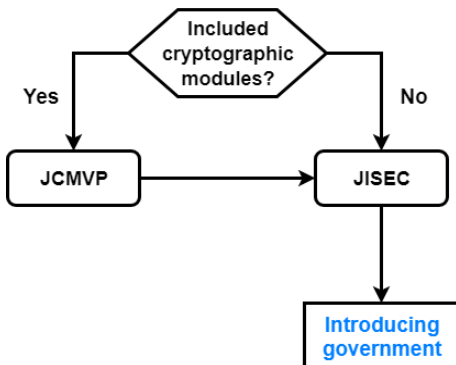 Included
cryptographic
modules?
Yes
No
JCMVP
JISEC
Introducing
government